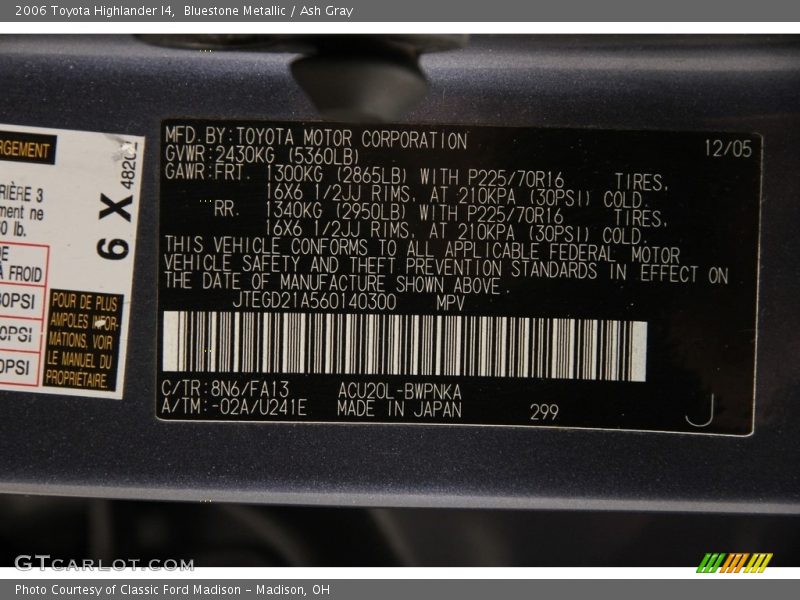 2006 Toyota Highlander I4, Bluestone Metallic / Ash Gray
RGEMENT
RIÈRE 3
ment ne
0 lb.
À FROID
30PSI
0PSI
0PSI
6 X
4820
POUR DE PLUS
AMPLES INFOR-
MATIONS, VOIR
LE MANUEL DU
PROPRIÉTAIRE.
MFD. BY:TOYOTA MOTOR CORPORATION 12/05
GVWR:2430KG (5360LB)
GAWR:FRT. 1300KG (2865LB) WITH P225/70R16 TIRES,
16X6 1/2JJ RIMS, AT 210KPA (30PSI) COLD.
RR. 1340KG (2950LB) WITH P225/70R16 TIRES,
16X6 1/2JJ RIMS, AT 210KPA (30PSI) COLD.
THIS VEHICLE CONFORMS TO ALL APPLICABLE FEDERAL MOTOR
VEHICLE SAFETY AND THEFT PREVENTION STANDARDS IN EFFECT ON
THE DATE OF MANUFACTURE SHOWN ABOVE.
JTEGD21A560140300 MPV
C/TR:8N6/FA13 ACU20L-BWPNKA
A/TM:-02A/U241E MADE IN JAPAN 299 J
GTCARLOT.COM
Photo Courtesy of Classic Ford Madison - Madison, OH